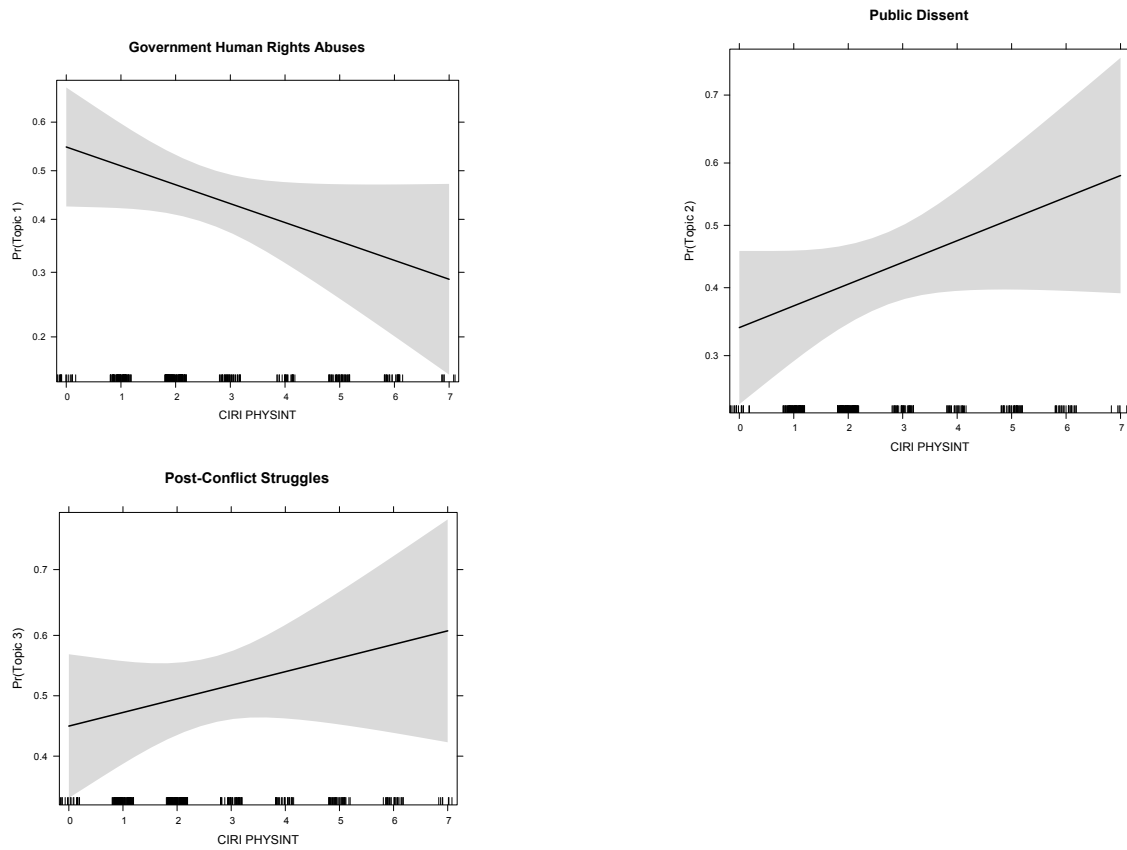 Government Human Rights Abuses
Pr(Topic 1)
0.6
0.5
0.4
0.3
0.2
0 1 2 3 4 5 6 7
CIRI PHYSINT
Public Dissent
Pr(Topic 2)
0.7
0.6
0.5
0.4
0.3
0 1 2 3 4 5 6 7
CIRI PHYSINT
Post-Conflict Struggles
Pr(Topic 3)
0.7
0.6
0.5
0.4
0 1 2 3 4 5 6 7
CIRI PHYSINT